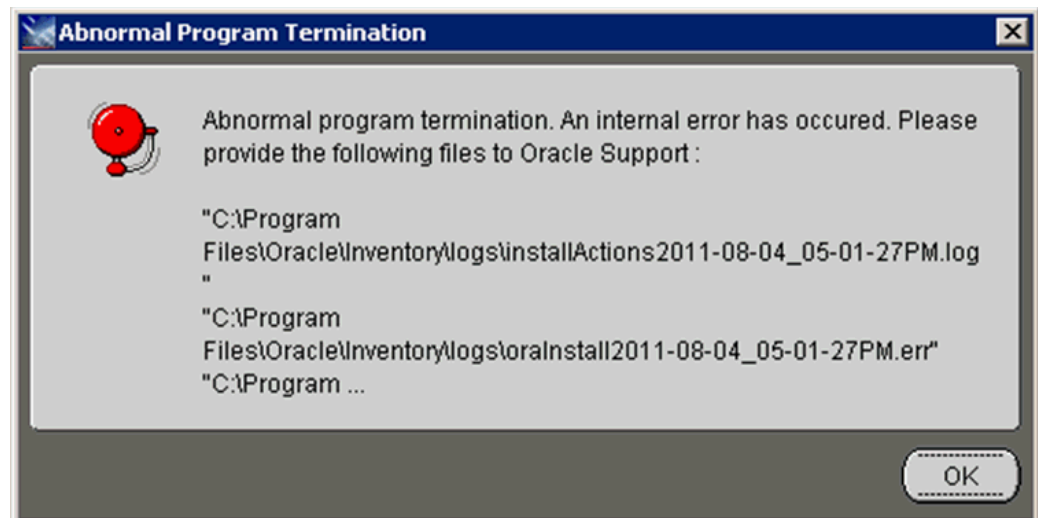 Abnormal Program Termination
Abnormal program termination. An internal error has occured. Please
provide the following files to Oracle Support :
"C:\Program
Files\Oracle\Inventory\logs\installActions2011-08-04_05-01-27PM.log
"
"C:\Program
Files\Oracle\Inventory\logs\oraInstall2011-08-04_05-01-27PM.err"
"C:\Program ...
OK